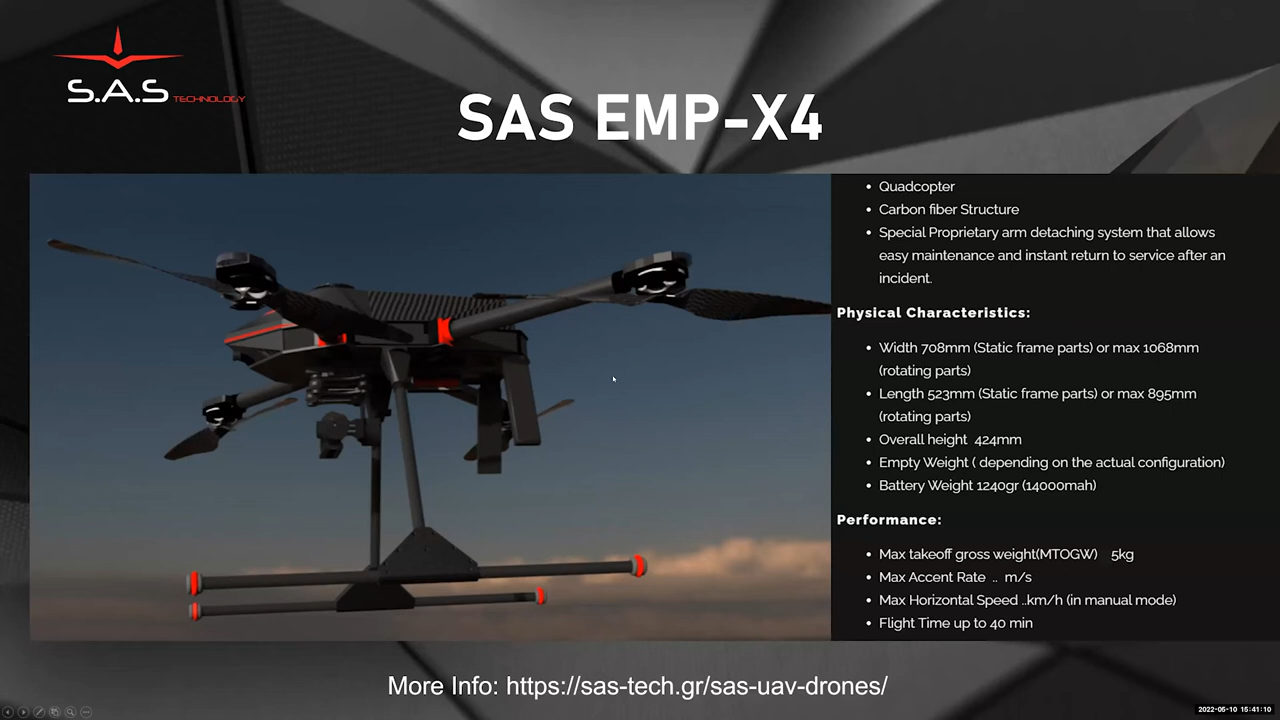 S.A.S TECHNOLOGY
SAS EMP-X4
• Quadcopter
• Carbon fiber Structure
• Special Proprietary arm detaching system that allows
easy maintenance and instant return to service after an
incident.
Physical Characteristics:
• Width 708mm (Static frame parts) or max 1068mm
(rotating parts)
• Length 523mm (Static frame parts) or max 895mm
(rotating parts)
• Overall height 424mm
• Empty Weight ( depending on the actual configuration)
• Battery Weight 1240gr (14000mah)
Performance:
• Max takeoff gross weight(MTOGW) 5kg
• Max Accent Rate .. m/s
• Max Horizontal Speed ..km/h (in manual mode)
• Flight Time up to 40 min
More Info: https://sas-tech.gr/sas-uav-drones/
2022-05-10 15:41:10